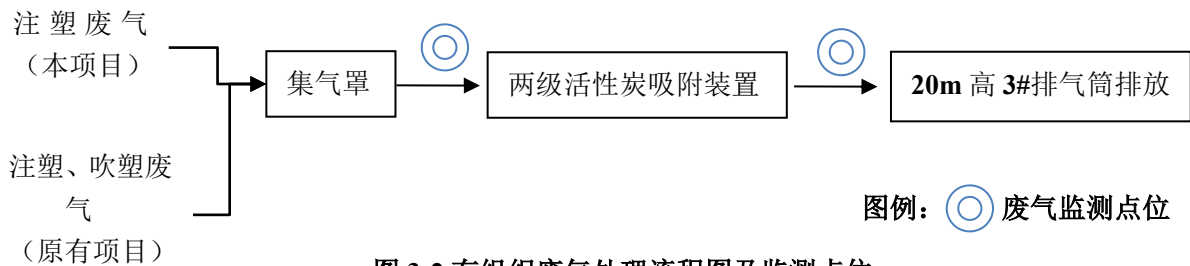 注 塑 废 气
（本项目）
集气罩
两级活性炭吸附装置
20m 高 3#排气筒排放
注塑、吹塑废
气
（原有项目）
图例：
废气监测点位